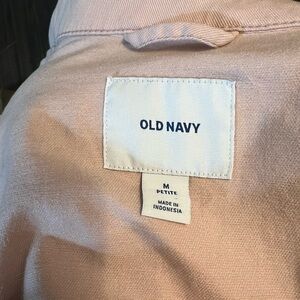 OLD NAVY
M
PETITE
MADE IN
INDONESIA